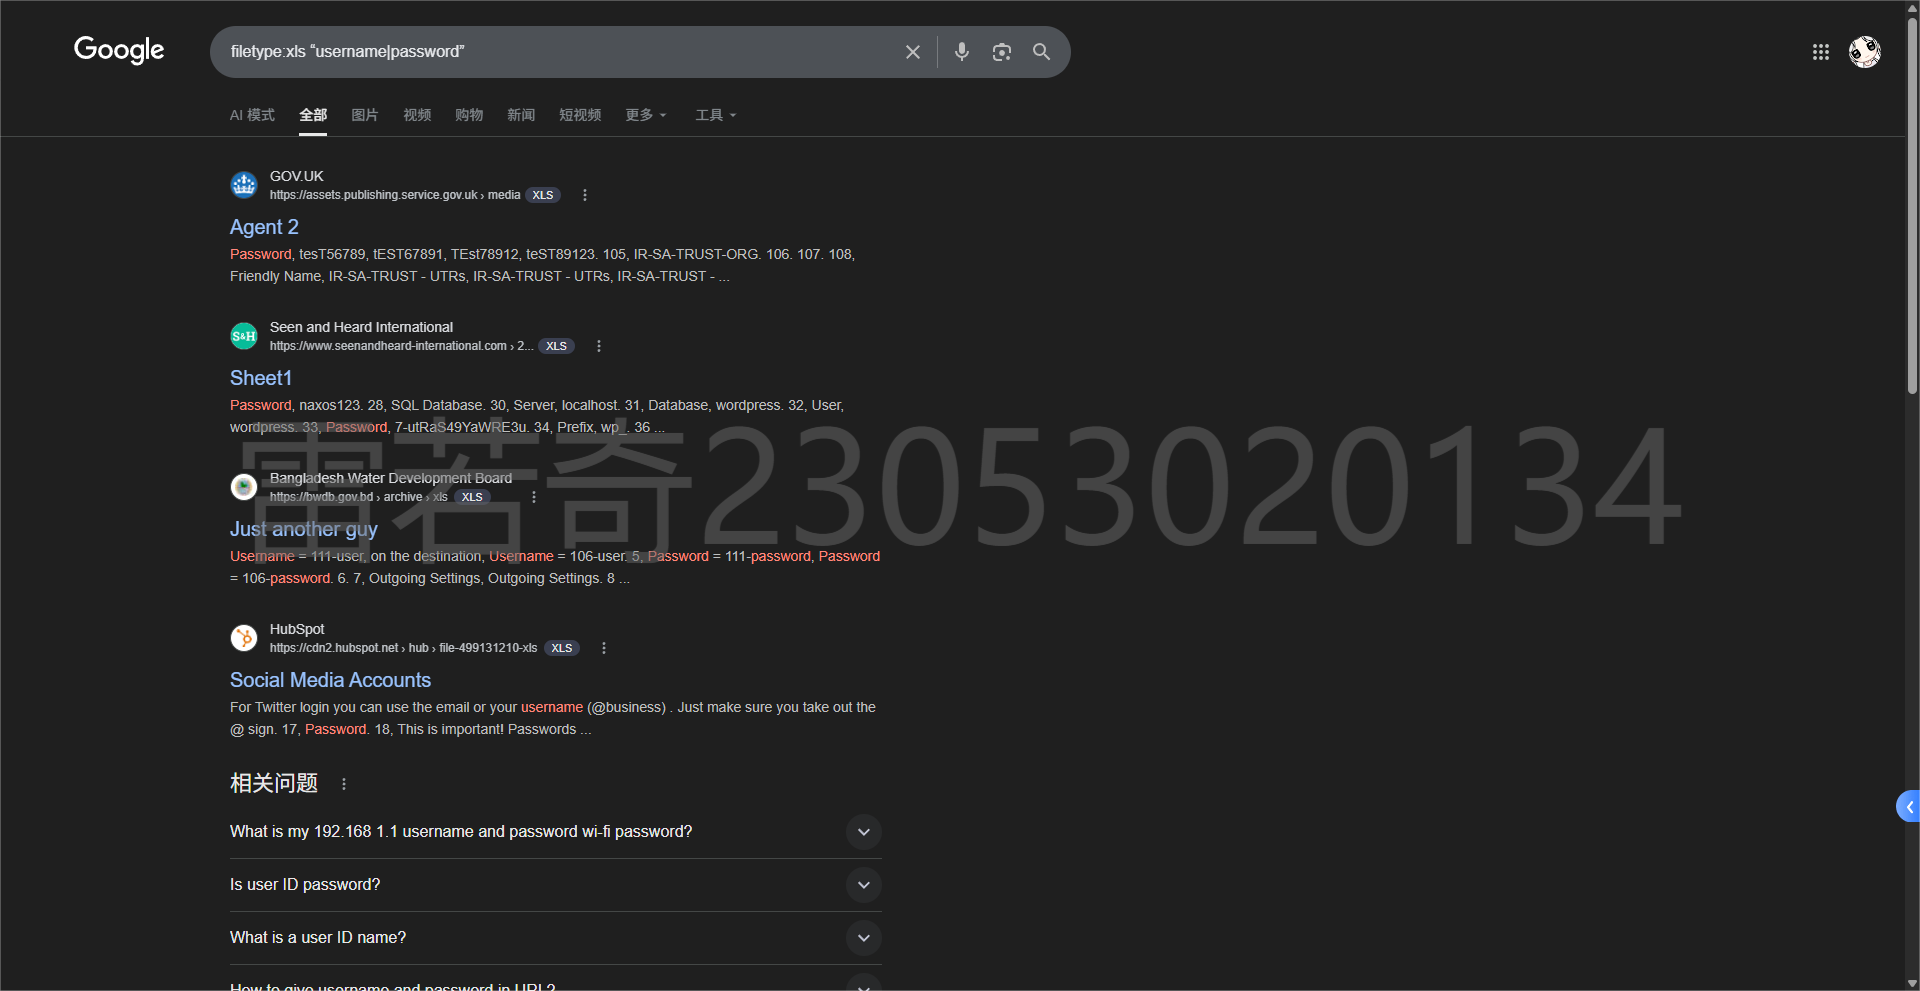 Google
filetype:xls “username|password”
AI 模式 全部 图片 视频 购物 新闻 短视频 更多 工具
GOV.UK
https://assets.publishing.service.gov.uk › media XLS
Agent 2
Password, tesT56789, tEST67891, TEst78912, teST89123. 105, IR-SA-TRUST-ORG. 106. 107. 108,
Friendly Name, IR-SA-TRUST - UTRs, IR-SA-TRUST - UTRs, IR-SA-TRUST - ...
S&H
Seen and Heard International
https://www.seenandheard-international.com › 2... XLS
Sheet1
Password, naxos123. 28, SQL Database. 30, Server, localhost. 31, Database, wordpress. 32, User,
wordpress. 33, Password, 7-utRaS49YaWRE3u. 34, Prefix, wp_. 36 ...
雷若奇23053020134
Bangladesh Water Development Board
https://bwdb.gov.bd › archive › xls XLS
Just another guy
Username = 111-user, on the destination, Username = 106-user. 5, Password = 111-password, Password
= 106-password. 6. 7, Outgoing Settings, Outgoing Settings. 8 ...
HubSpot
https://cdn2.hubspot.net › hub › file-499131210-xls XLS
Social Media Accounts
For Twitter login you can use the email or your username (@business) . Just make sure you take out the
@ sign. 17, Password. 18, This is important! Passwords ...
相关问题
What is my 192.168 1.1 username and password wi-fi password?
Is user ID password?
What is a user ID name?
How to give username and password in URL?